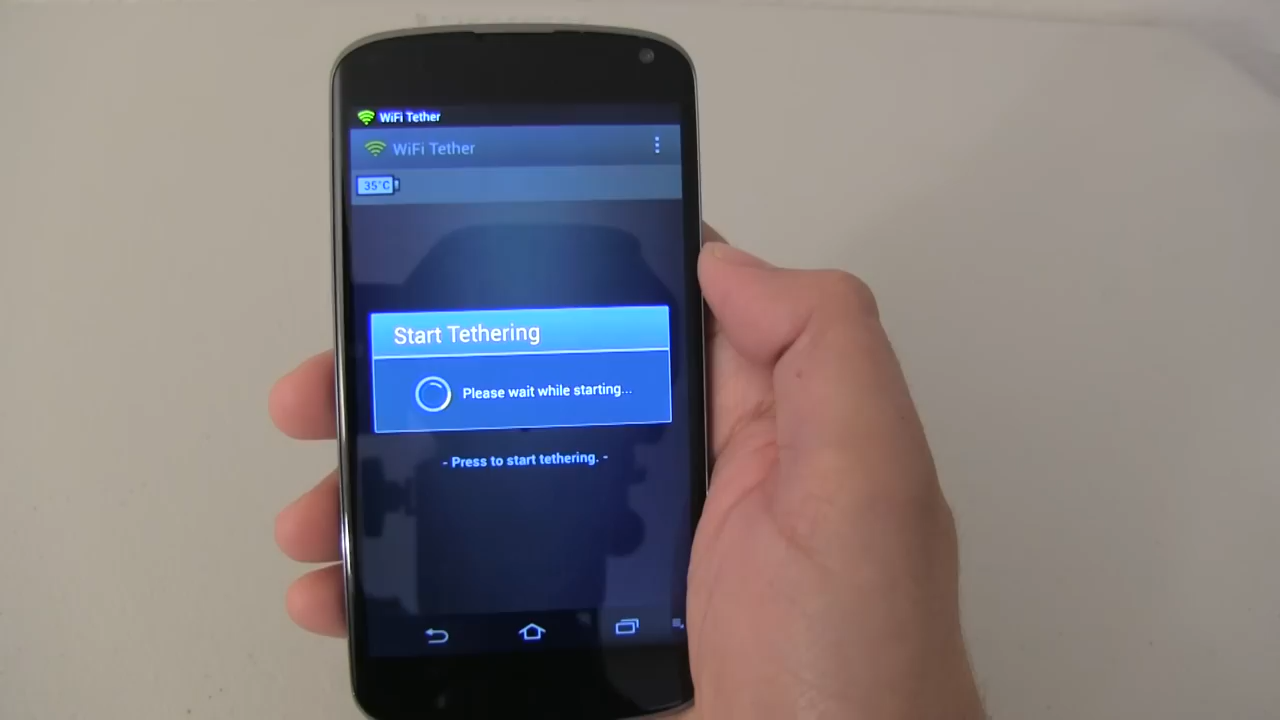 WiFi Tether
WiFi Tether
35°C
Start Tethering
Please wait while starting...
- Press to start tethering. -